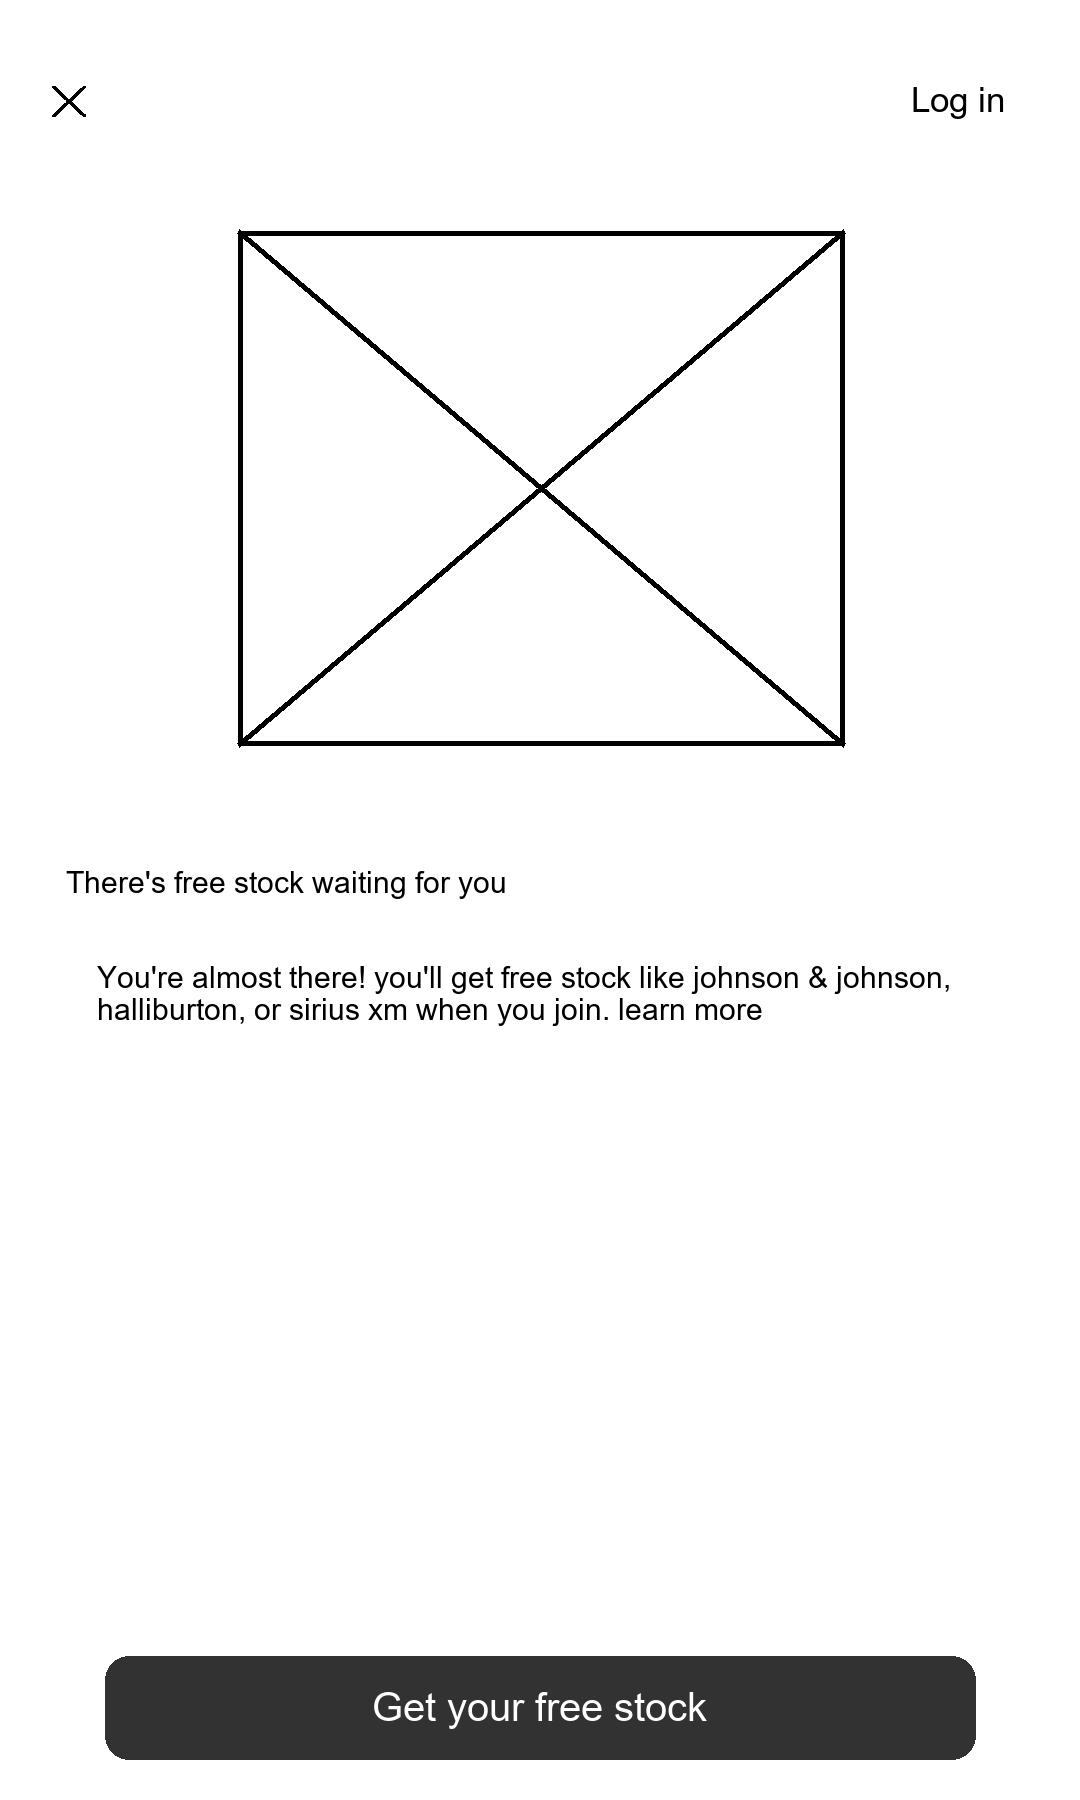 Log in
There's free stock waiting for you
You're almost there! you'll get free stock like johnson & johnson,
halliburton, or sirius xm when you join. learn more
Get your free stock